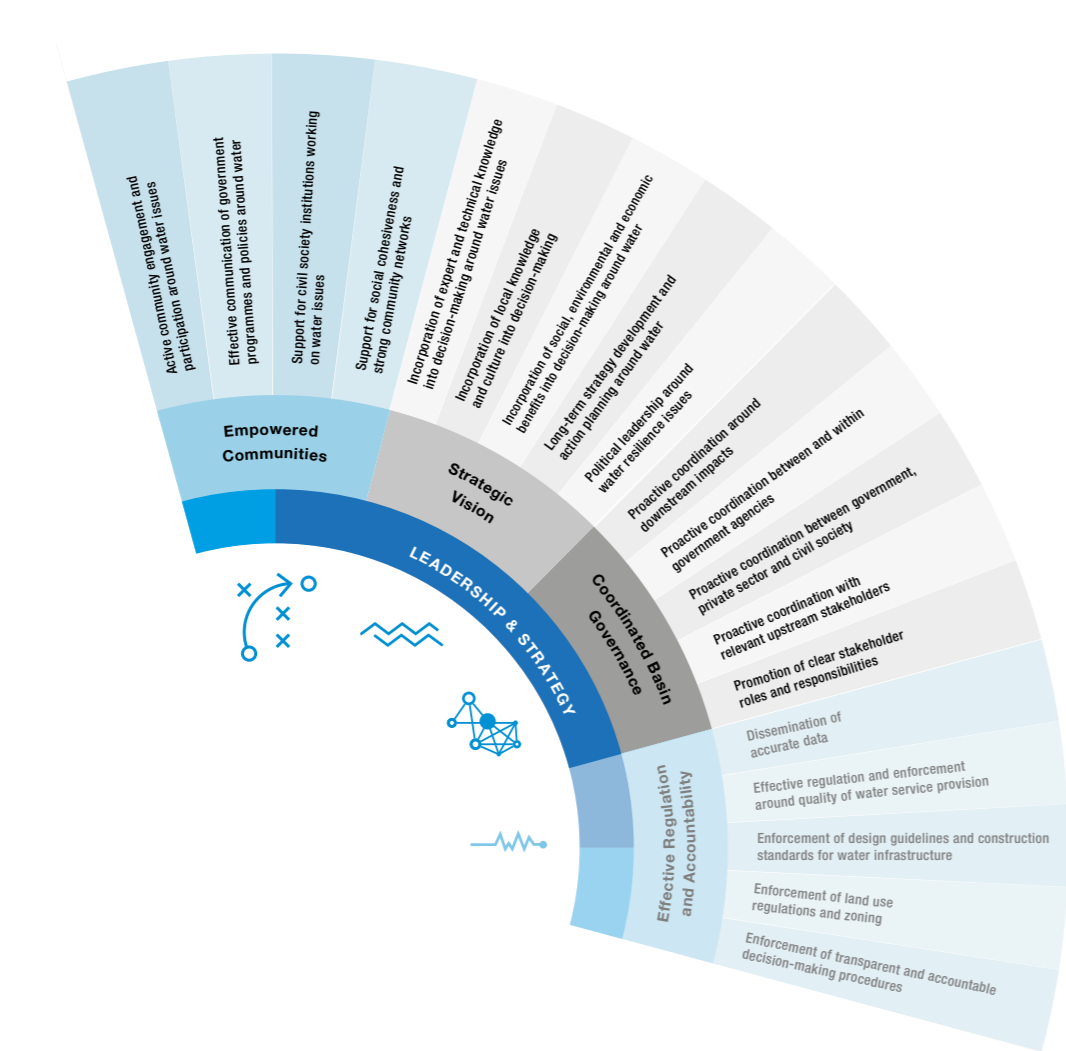 Active community engagement and
participation around water issues
Effective communication of government
programmes and policies around water
Support for civil society institutions working
on water issues
Support for social cohesiveness and
strong community networks
Incorporation of expert and technical knowledge
into decision-making around water issues
Incorporation of local knowledge
and culture into decision-making
Incorporation of social, environmental and economic
benefits into decision-making around water
Long-term strategy development and
action planning around water
Political leadership around
water resilience issues
Proactive coordination around
downstream impacts
Proactive coordination between and within
government agencies
Proactive coordination between government,
private sector and civil society
Proactive coordination with
relevant upstream stakeholders
Promotion of clear stakeholder
roles and responsibilities
Dissemination of
accurate data
Effective regulation and enforcement
around quality of water service provision
Enforcement of design guidelines and construction
standards for water infrastructure
Enforcement of land use
regulations and zoning
Enforcement of transparent and accountable
decision-making procedures
Empowered
Communities
Strategic
Vision
Coordinated Basin
Governance
Effective Regulation
and Accountability
LEADERSHIP & STRATEGY